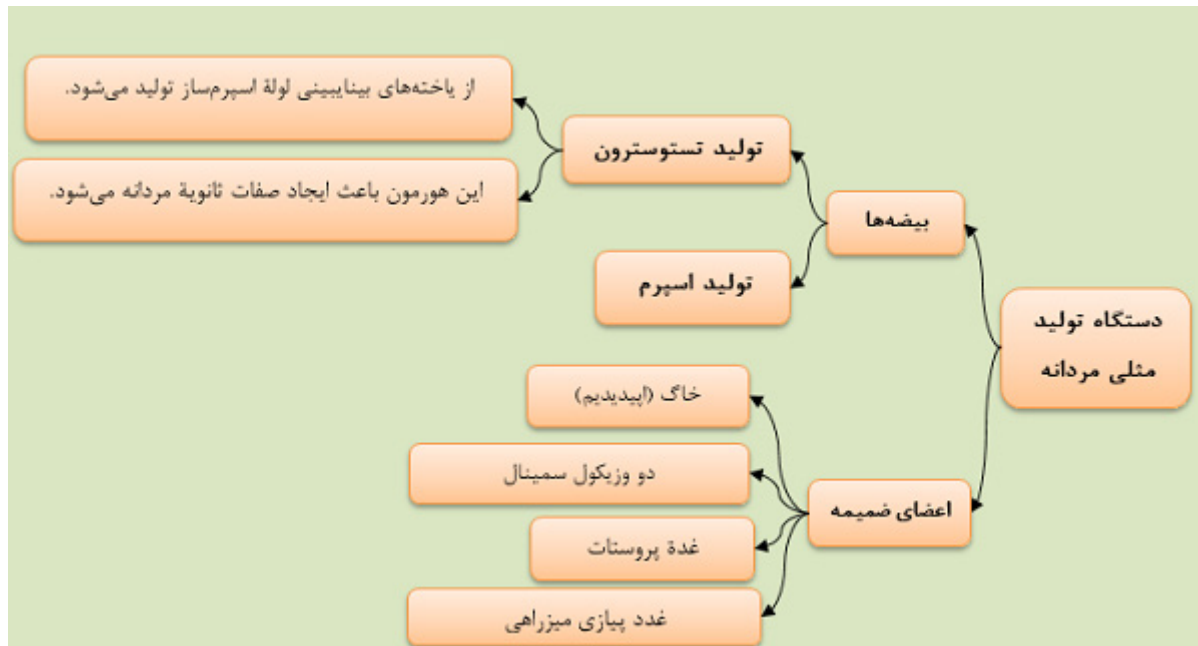 دستگاه تولید
مثلی مردانه
بیضه‌ها
تولید تستوسترون
از یاخته‌های بینابینی لولهٔ اسپرم‌ساز تولید می‌شود.
این هورمون باعث ایجاد صفات ثانویهٔ مردانه می‌شود.
تولید اسپرم
اعضای ضمیمه
خاگ (اپیدیدیم)
دو وزیکول سمینال
غدهٔ پروستات
غدد پیازی میزراهی